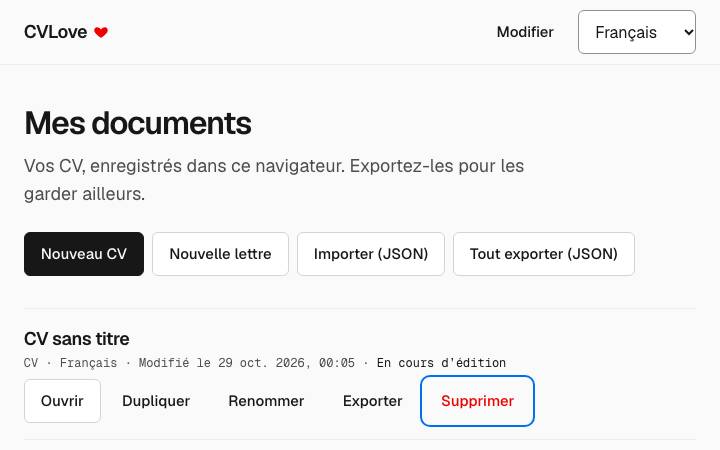 CVLove
Modifier
Français
Mes documents
Vos CV, enregistrés dans ce navigateur. Exportez-les pour les
garder ailleurs.
Nouveau CV
Nouvelle lettre
Importer (JSON)
Tout exporter (JSON)
CV sans titre
CV · Français · Modifié le 29 oct. 2026, 00:05 · En cours d’édition
Ouvrir
Dupliquer
Renommer
Exporter
Supprimer